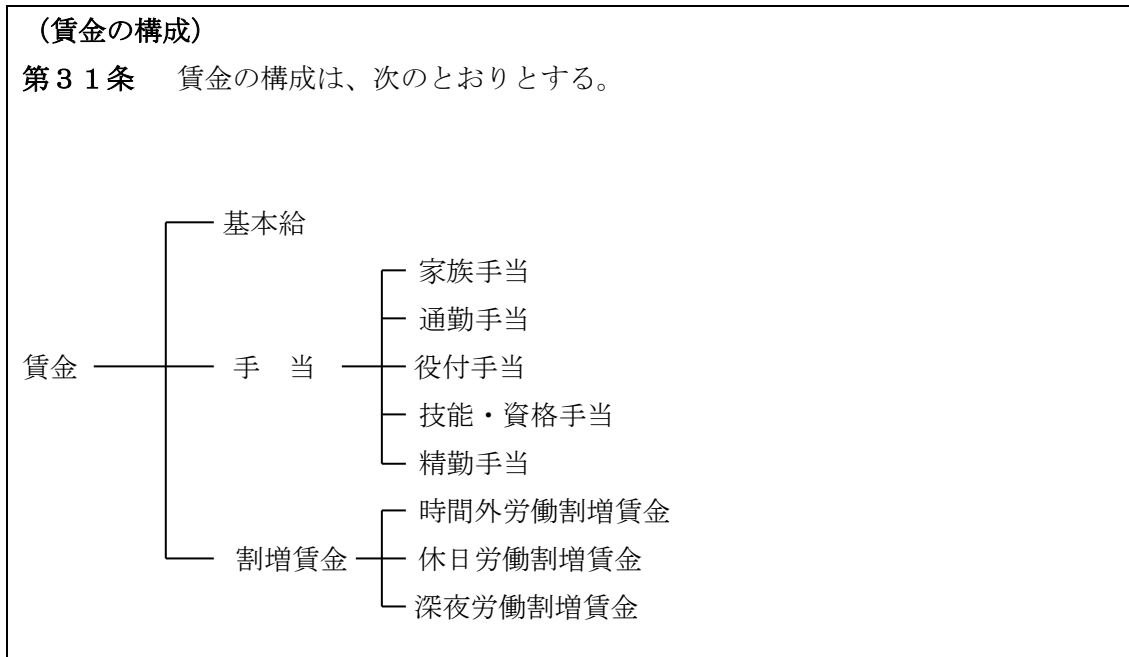 （賃金の構成）
第３１条　賃金の構成は、次のとおりとする。
基本給
家族手当
通勤手当
賃金 手　当 役付手当
技能・資格手当
精勤手当
時間外労働割増賃金
割増賃金 休日労働割増賃金
深夜労働割増賃金